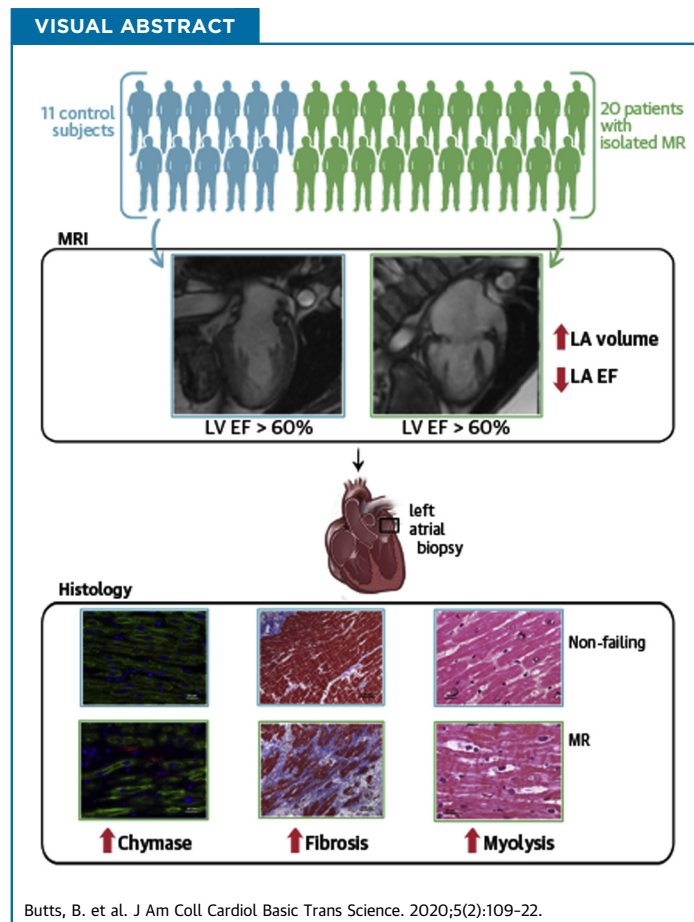 VISUAL ABSTRACT
11 control
subjects
20 patients
with
isolated MR
MRI
LA volume
LA EF
LV EF > 60%
LV EF > 60%
left
atrial
biopsy
Histology
Non-failing
MR
Chymase
Fibrosis
Myolysis
Butts, B. et al. J Am Coll Cardiol Basic Trans Science. 2020;5(2):109–22.